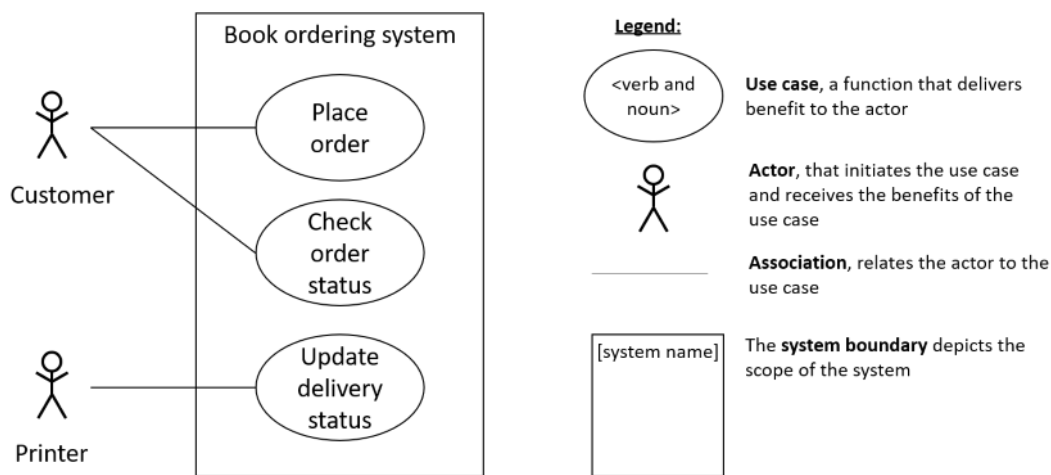 Book ordering system
Place
order
Customer
Check
order
status
Update
delivery
status
Printer
Legend:
<verb and
noun>
Use case, a function that delivers
benefit to the actor
Actor, that initiates the use case
and receives the benefits of the
use case
Association, relates the actor to the
use case
[system name]
The system boundary depicts the
scope of the system